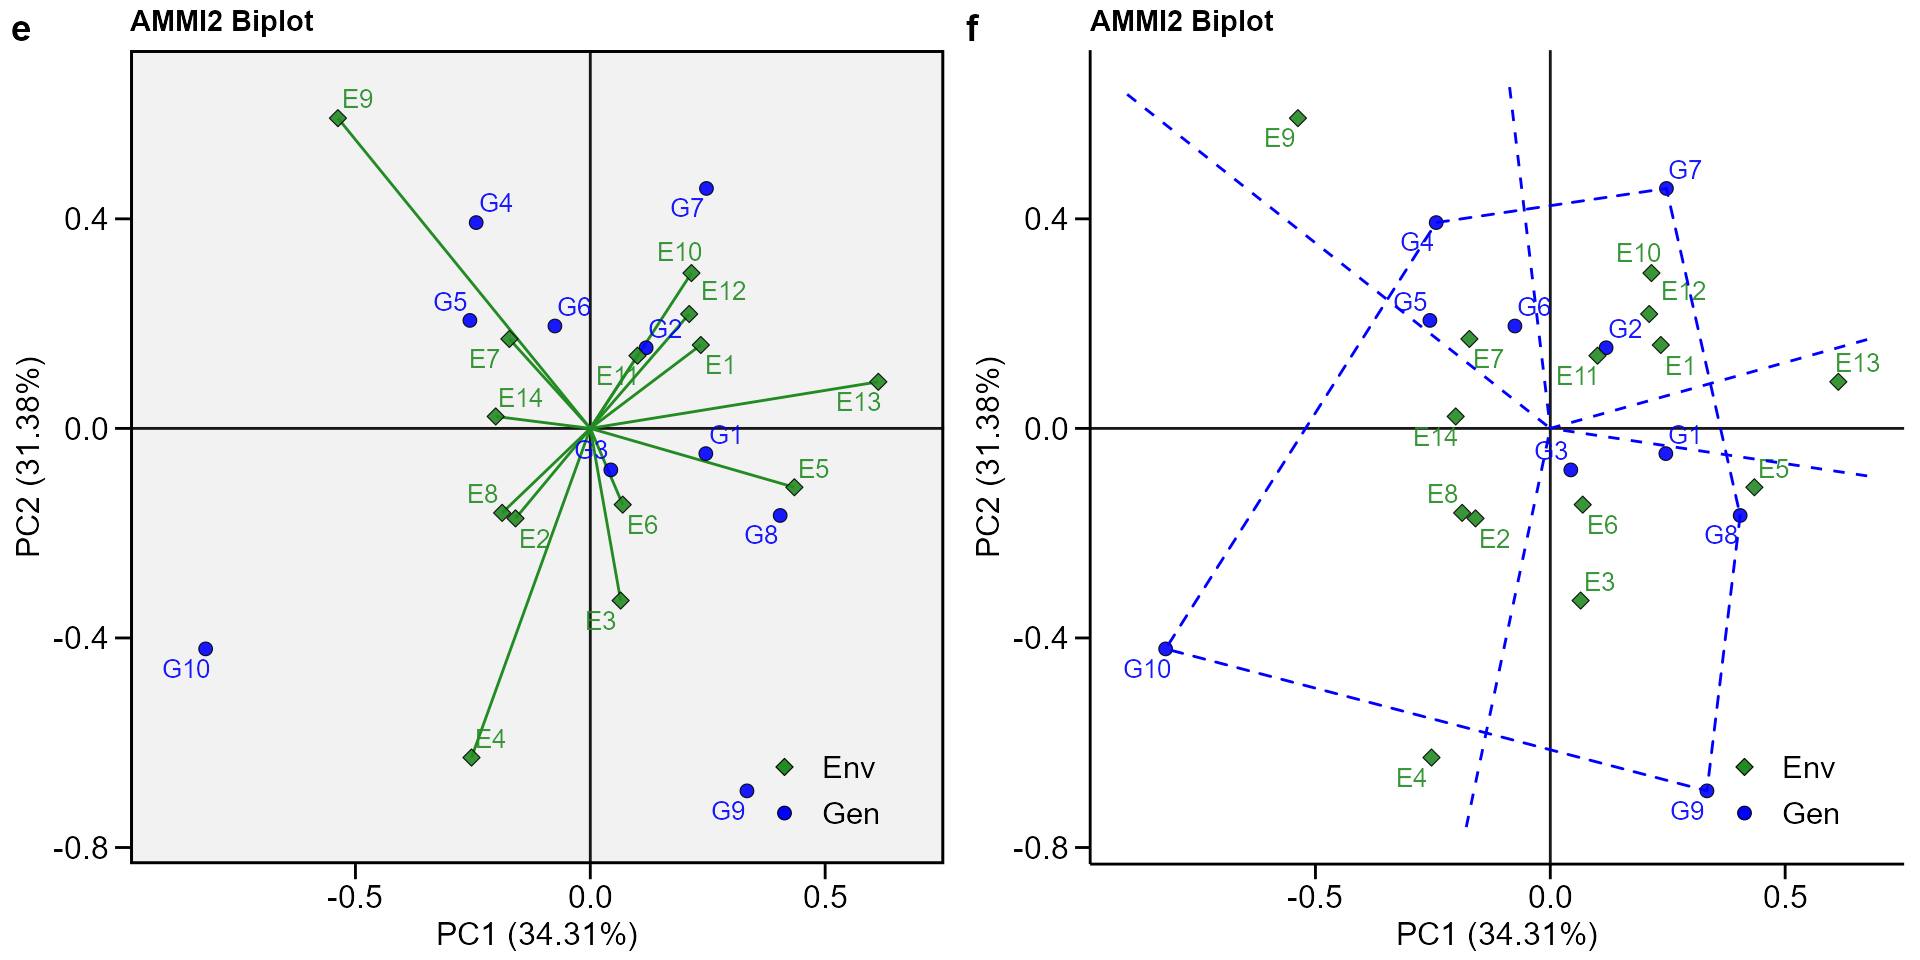 e
AMMI2 Biplot
E9
G4
G7
E10
E12
G5
G6
G2
E7
E11
E1
E14
E13
G3
G1
E5
E8
E6
E2
G8
E3
G10
E4
G9
Env
Gen
0.4
0.0
-0.4
-0.8
-0.5
0.0
0.5
PC1 (34.31%)
PC2 (31.38%)
f
AMMI2 Biplot
E9
G7
G4
E10
E12
G5
G6
G2
E7
E11
E1
E13
E14
G3
G1
E5
E8
E6
E2
G8
E3
G10
E4
G9
Env
Gen
0.4
0.0
-0.4
-0.8
-0.5
0.0
0.5
PC1 (34.31%)
PC2 (31.38%)